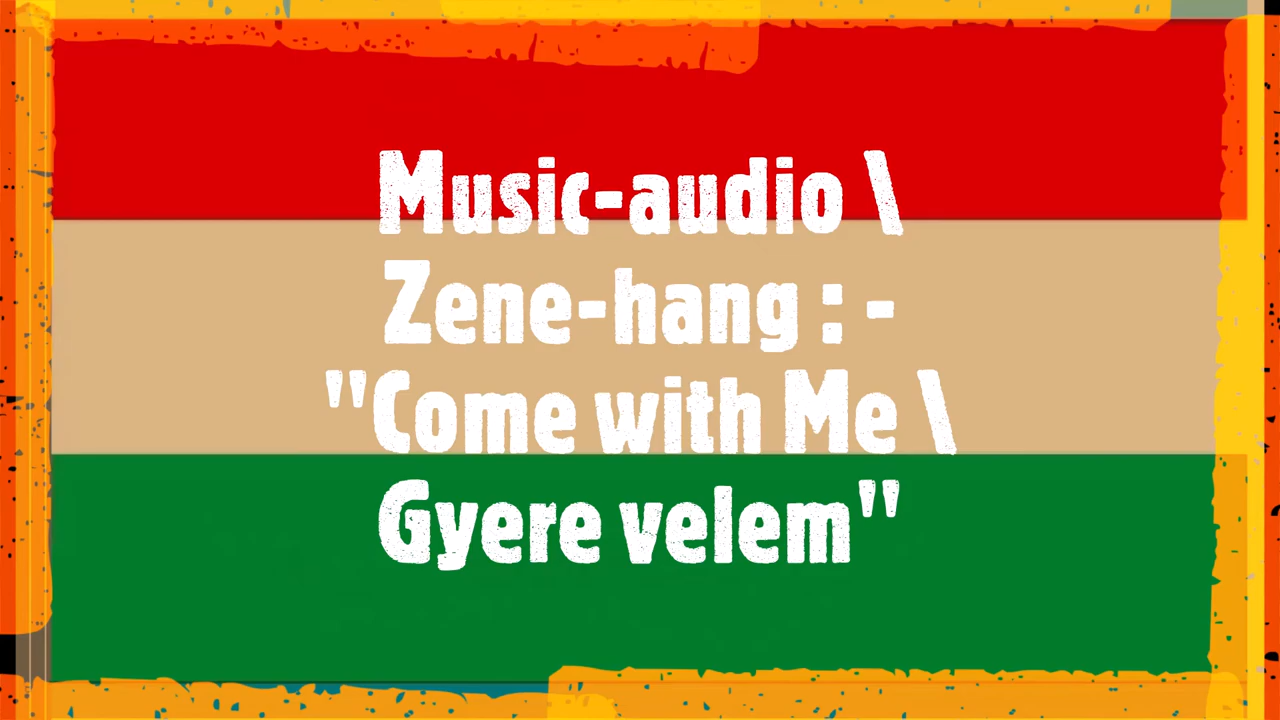 Music-audio \
Zene-hang : -
"Come with Me \
Gyere velem"